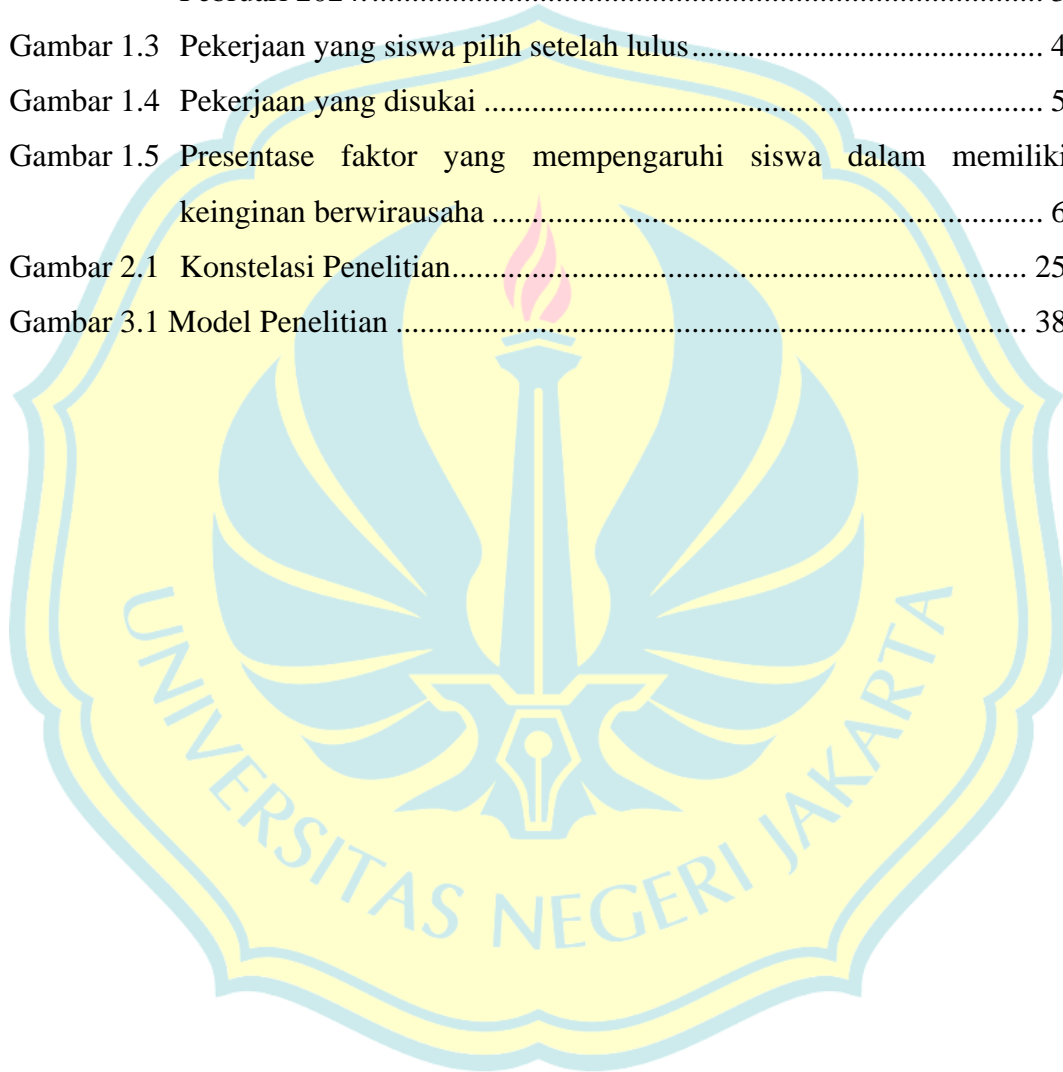 Gambar 1.3 Pekerjaan yang siswa pilih setelah lulus .......................................................... 4
Gambar 1.4 Pekerjaan yang disukai ............................................................................................. 5
Gambar 1.5 Presentase faktor yang mempengaruhi siswa dalam memiliki
keinginan berwirausaha ............................................................................................ 6
Gambar 2.1 Konstelasi Penelitian................................................................................................ 25
Gambar 3.1 Model Penelitian ......................................................................................................... 38
UNIVERSITAS NEGERI JAKARTA